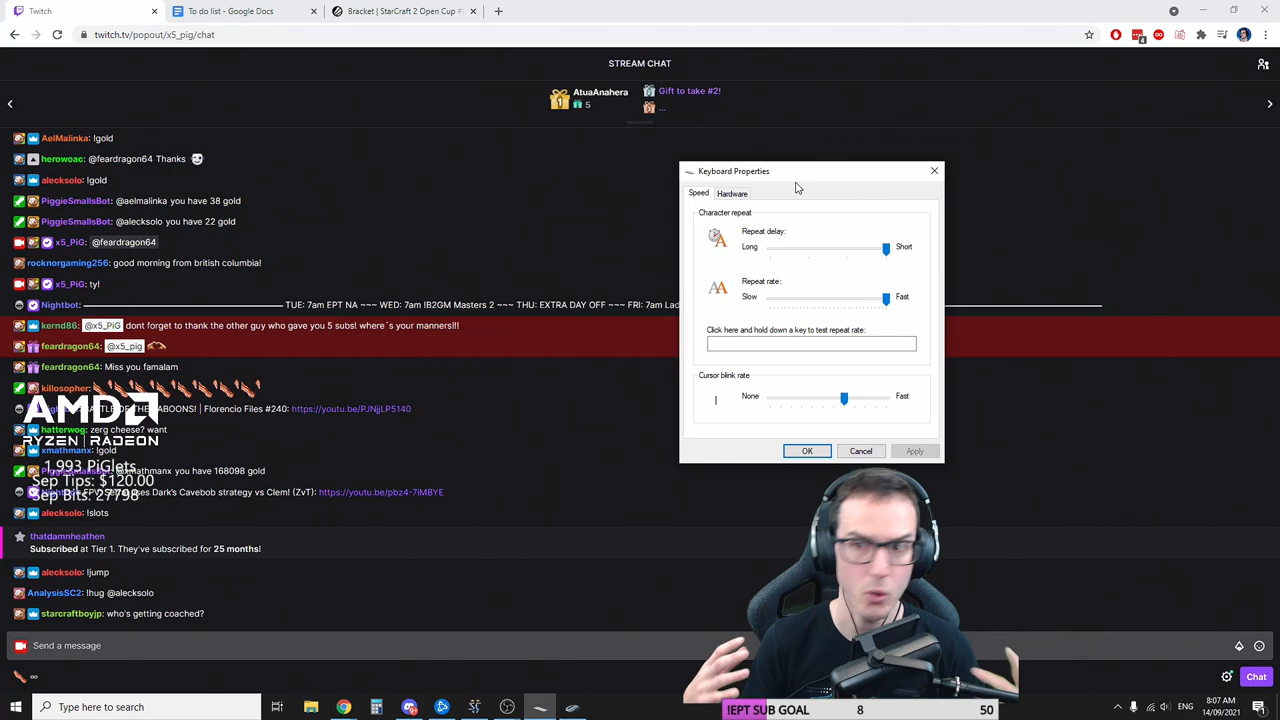 Twitch
To do list - Google Docs
Bracket | StarCraft 2 Open Cup #
twitch.tv/popout/x5_pig/chat
STREAM CHAT
1
AtuaAnahera
5
2 Gift to take #2!
3 ...
AelMalinka: !gold
herowoac: @feardragon64 Thanks
alecksolo: !gold
PiggieSmallsBot: @aelmalinka you have 38 gold
PiggieSmallsBot: @alecksolo you have 22 gold
x5_PiG: @feardragon64
rocknorgaming256: good morning from british columbia!
x5_PiG: ty!
Nightbot: TUE: 7am EPT NA ~~~ WED: 7am !B2GM Masters 2 ~~~ THU: EXTRA DAY OFF ~~~ FRI: 7am Lad
kernd86: @x5_PiG dont forget to thank the other guy who gave you 5 subs! where´s your manners!!!
feardragon64: @x5_pig
feardragon64: Miss you famalam
killosopher:
BATTLE OF THE BABOONS! | Florencio Files #240: https://youtu.be/PJNjjLP5140
AMD
RYZEN | RADEON
hatterwog: zerg cheese? want
xmathmanx: !gold
1,993 PIGlets
@xmathmanx you have 168098 gold
Sep Tips: $120.00
Sep Bits: 27798
Dark's Cavebob strategy vs Clem! (ZvT): https://youtu.be/pbz4-7iMBYE
alecksolo: !slots
thatdamnheathen
Subscribed at Tier 1. They've subscribed for 25 months!
alecksolo: !jump
AnalysisSC2: !hug @alecksolo
starcraftboyjp: who's getting coached?
Send a message
Chat
Keyboard Properties
Speed
Hardware
Character repeat
Repeat delay:
Long
Short
Repeat rate:
Slow
Fast
Click here and hold down a key to test repeat rate:
Cursor blink rate
None
Fast
OK
Cancel
Apply
!EPT SUB GOAL
8
50
Type here to search
ENG
8:07 AM
14/09/2021